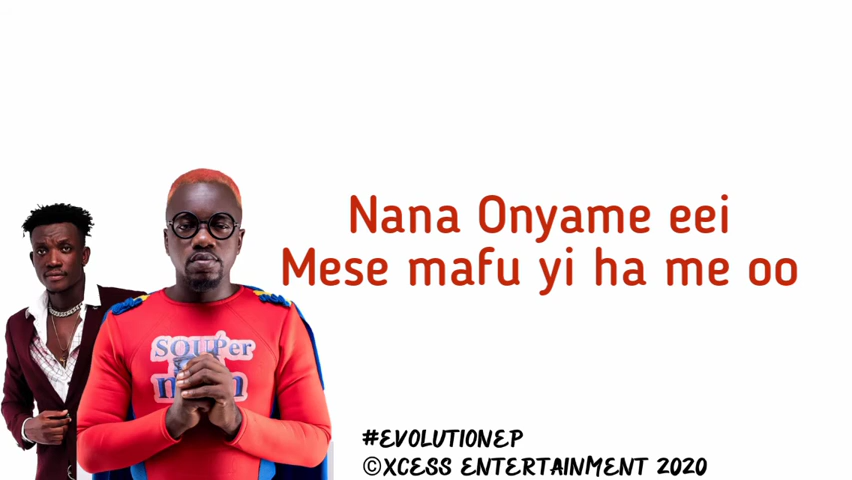 Nana Onyame eei
Mese mafu yi ha me oo
SOUPer
#EVOLUTIONEP
©XCESS ENTERTAINMENT 2020